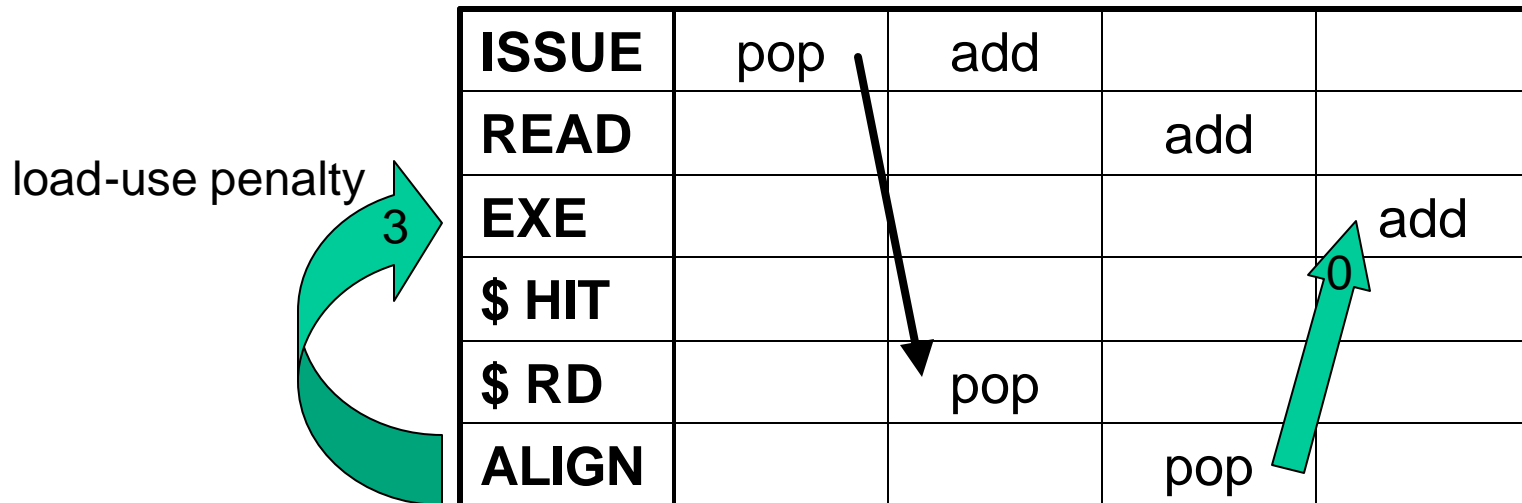 ISSUE pop add
READ add
load-use penalty
3
EXE add
0
$ HIT
$ RD pop
ALIGN pop